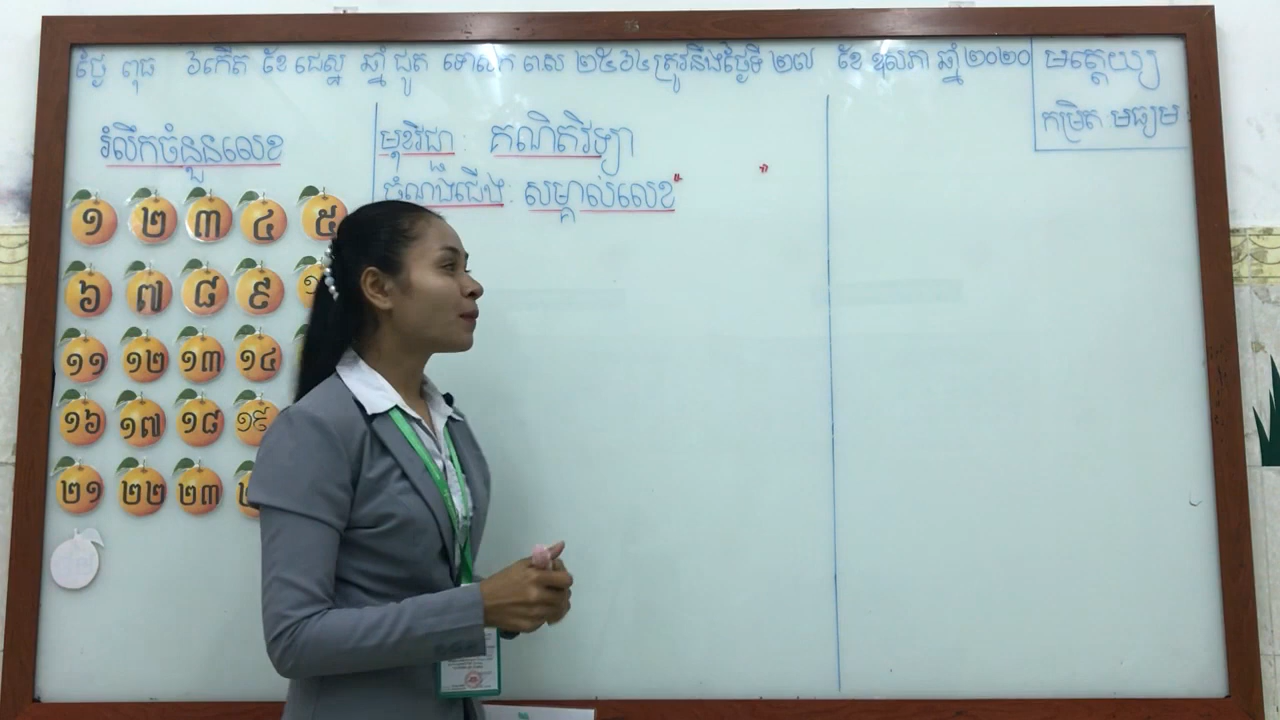 ថ្ងៃ ពុធ ៦កើត ខែ ជេស្ឋ ឆ្នាំ ជូត ទោស័ក ពស ២៥៦៤ ត្រូវនឹងថ្ងៃទី ២៧ ខែ ឧសភា ឆ្នាំ ២០២០
មត្តេយ្យ
កម្រិត មធ្យម
រំលឹកចំនួនលេខ
មុខវិជ្ជា : គណិតវិទ្យា
ចំណងជើង : សម្គាល់លេខ " "
១ ២ ៣ ៤ ៥
៦ ៧ ៨ ៩
១១ ១២ ១៣ ១៤
១៦ ១៧ ១៨ ១៩
២១ ២២ ២៣